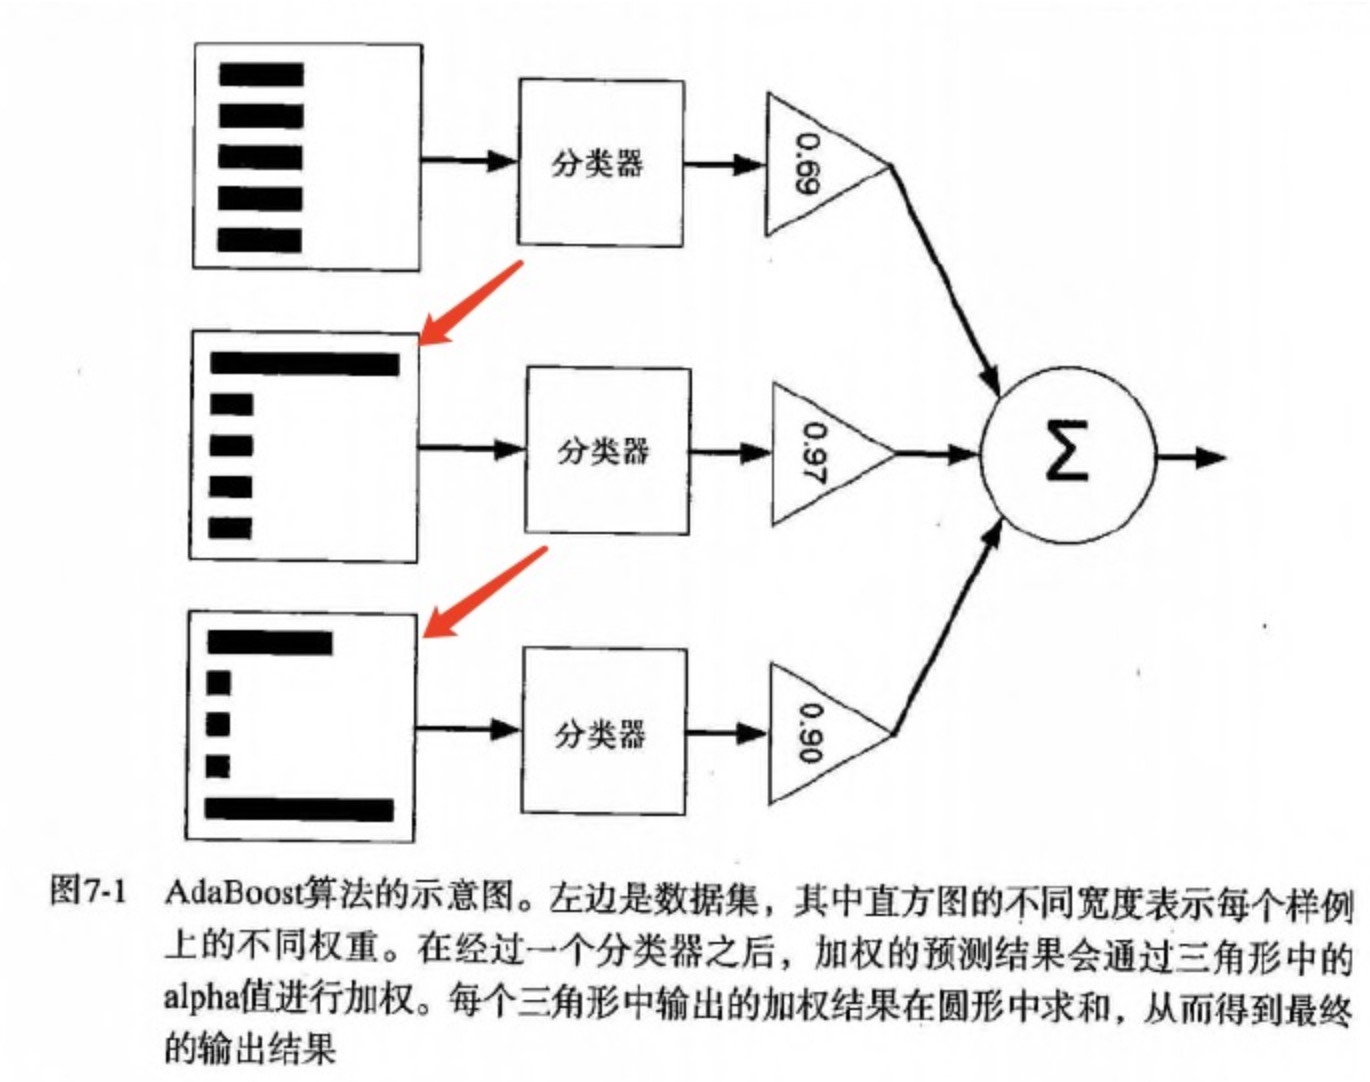 分类器
0.69
分类器
0.97
Σ
分类器
0.90
图7-1 AdaBoost算法的示意图。左边是数据集，其中直方图的不同宽度表示每个样例
上的不同权重。在经过一个分类器之后，加权的预测结果会通过三角形中的
alpha值进行加权。每个三角形中输出的加权结果在圆形中求和，从而得到最终
的输出结果